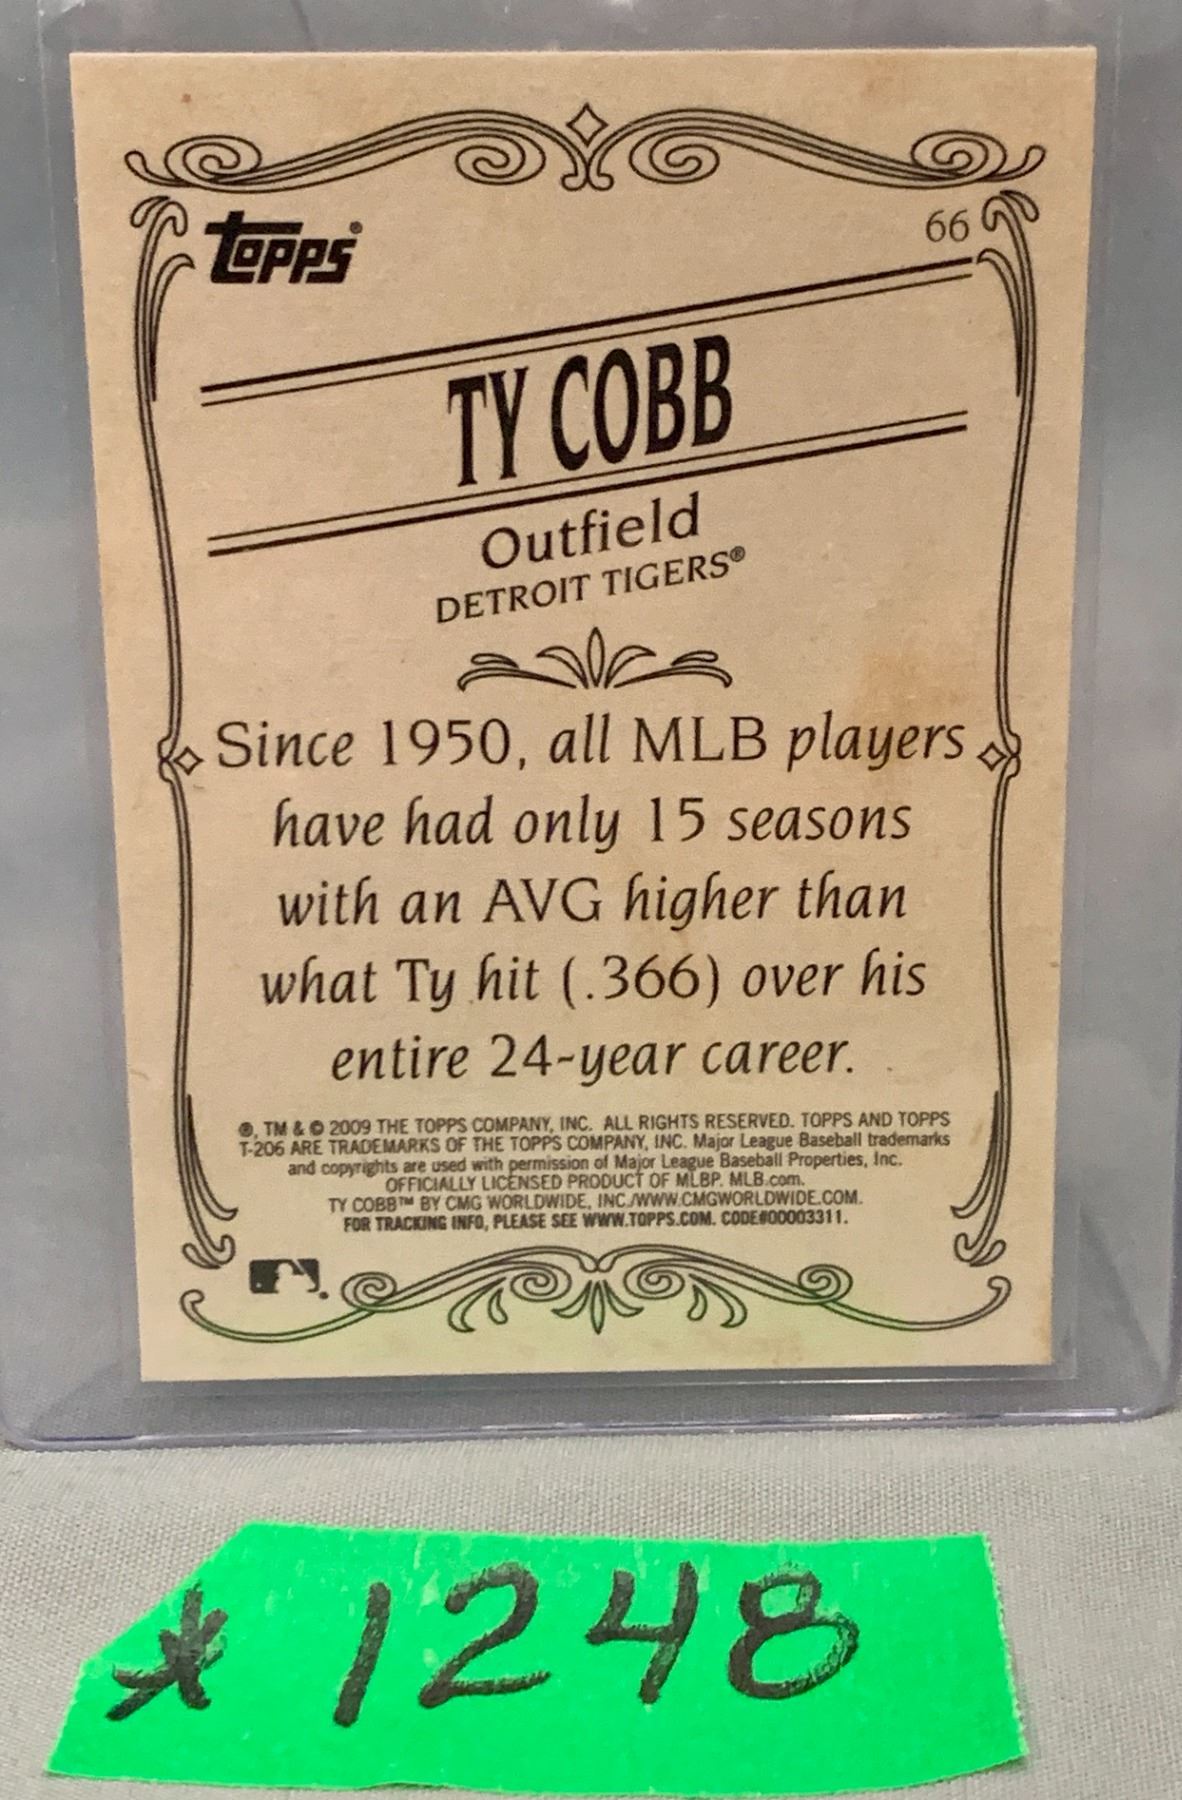 topps®
66
TY COBB
Outfield
DETROIT TIGERS®
Since 1950, all MLB players
have had only 15 seasons
with an AVG higher than
what Ty hit (.366) over his
entire 24-year career.
®, TM & © 2009 THE TOPPS COMPANY, INC. ALL RIGHTS RESERVED. TOPPS AND TOPPS
T-206 ARE TRADEMARKS OF THE TOPPS COMPANY, INC. Major League Baseball trademarks
and copyrights are used with permission of Major League Baseball Properties, Inc.
OFFICIALLY LICENSED PRODUCT OF MLBP. MLB.com.
TY COBB™ BY CMG WORLDWIDE, INC./WWW.CMGWORLDWIDE.COM.
FOR TRACKING INFO, PLEASE SEE WWW.TOPPS.COM. CODE#00003311.
* 1248